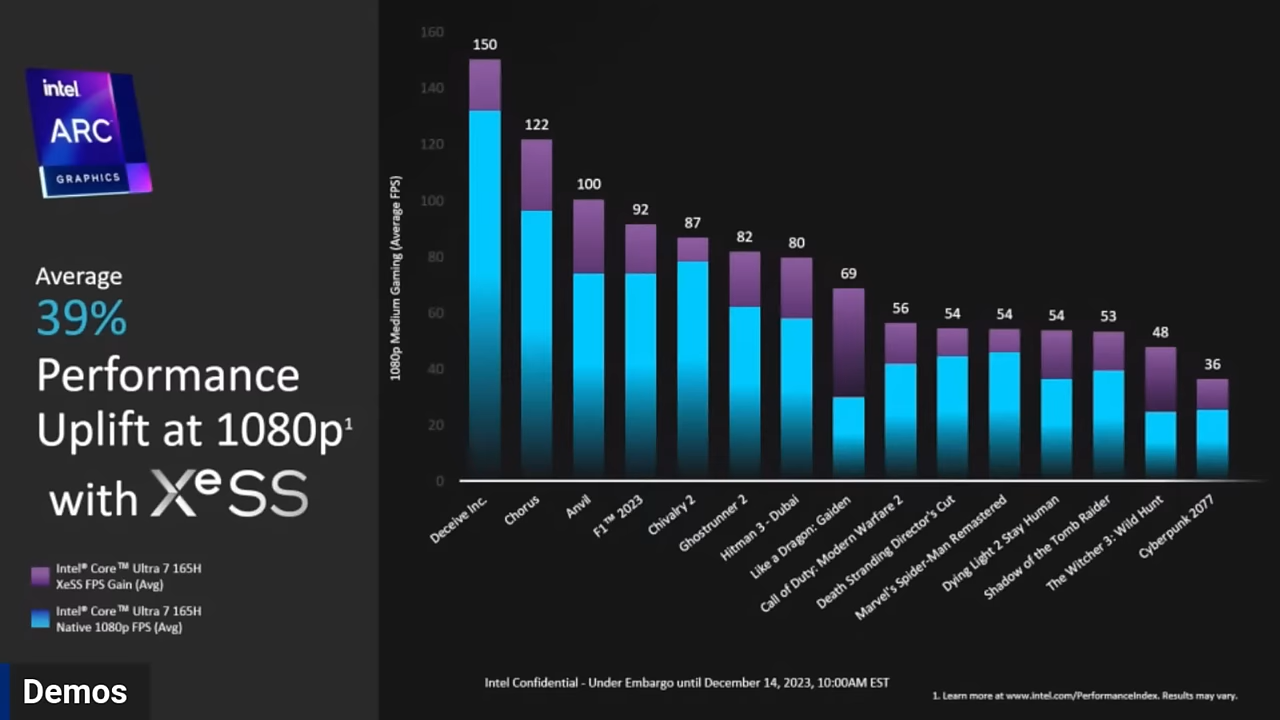 intel
ARC
GRAPHICS
Average
39%
Performance
Uplift at 1080p¹
with XeSS
Intel® Core™ Ultra 7 165H
XeSS FPS Gain (Avg)
Intel® Core™ Ultra 7 165H
Native 1080p FPS (Avg)
Demos
1080p Medium Gaming (Average FPS)
160
140
120
100
80
60
40
20
0
150
122
100
92
87
82
80
69
56
54
54
54
53
48
36
Deceive Inc.
Chorus
Anvil
F1™ 2023
Chivalry 2
Ghostrunner 2
Hitman 3 - Dubai
Like a Dragon: Gaiden
Call of Duty: Modern Warfare 2
Death Stranding Director's Cut
Marvel's Spider-Man Remastered
Dying Light 2 Stay Human
Shadow of the Tomb Raider
The Witcher 3: Wild Hunt
Cyberpunk 2077
Intel Confidential - Under Embargo until December 14, 2023, 10:00AM EST
1. Learn more at www.intel.com/PerformanceIndex. Results may vary.